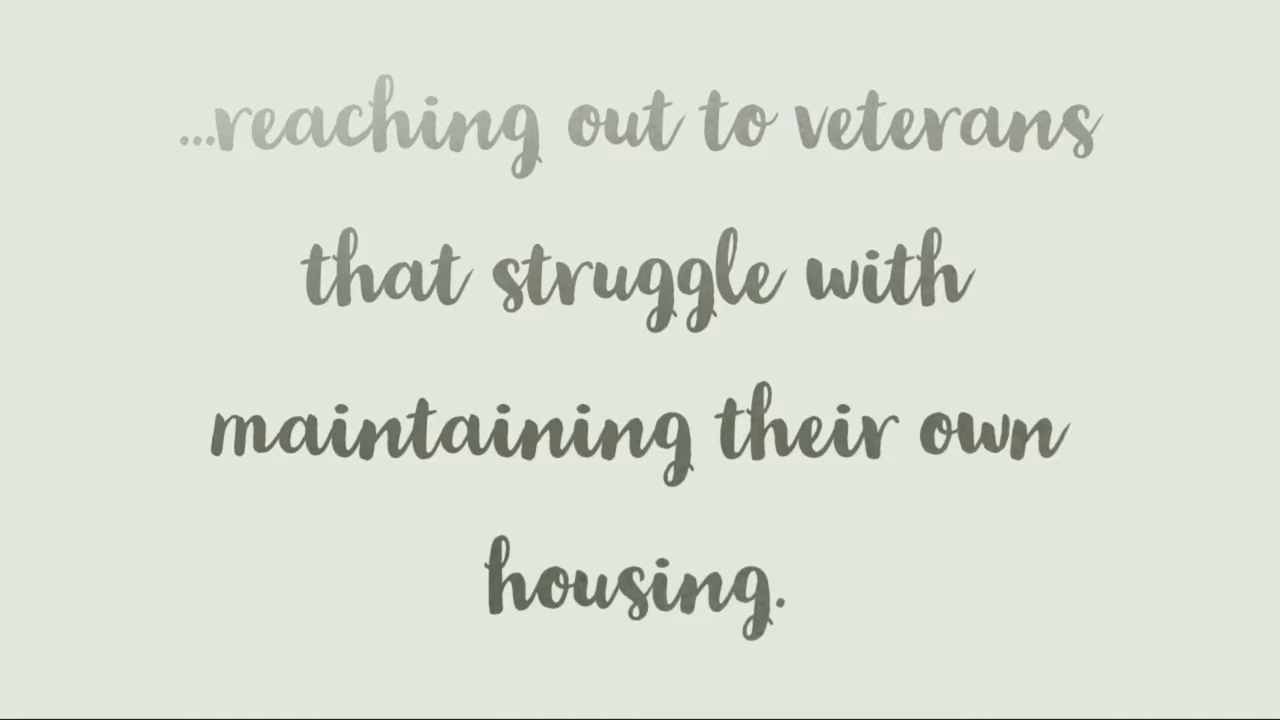 ...reaching out to veterans
that struggle with
maintaining their own
housing.